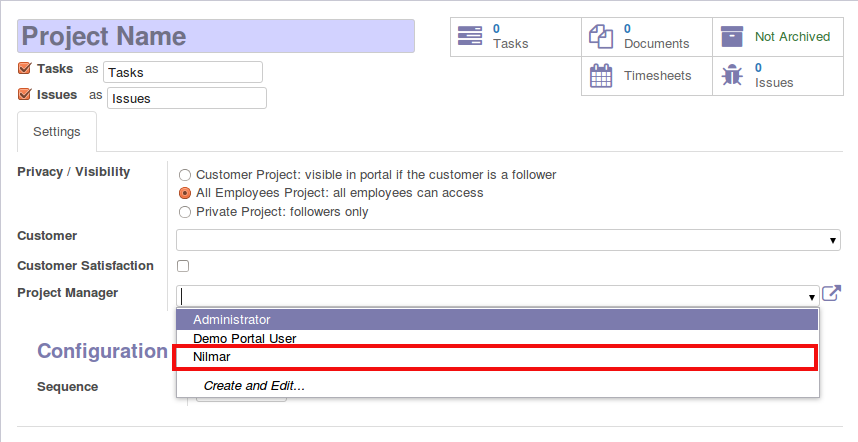 Project Name
0
Tasks
0
Documents
Not Archived
Timesheets
0
Issues
Tasks as Tasks
Issues as Issues
Settings
Privacy / Visibility
Customer Project: visible in portal if the customer is a follower
All Employees Project: all employees can access
Private Project: followers only
Customer
Customer Satisfaction
Project Manager
Administrator
Demo Portal User
Nilmar
Create and Edit...
Configuration
Sequence